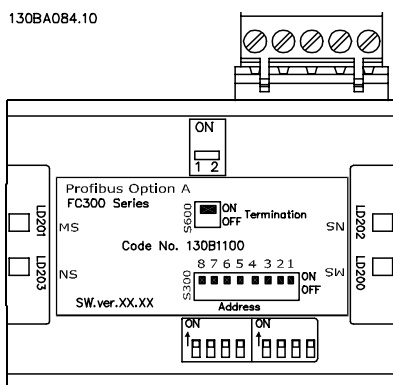 130BA084.10
ON
1 2
Profibus Option A
FC300 Series
S600
ON
OFF
Termination
LD201
MS
NS
LD202
Code No. 130B1100
LD203
NS
MS
LD200
8 7 6 5 4 3 2 1
S300
ON
OFF
SW.ver.XX.XX
Address
ON
ON